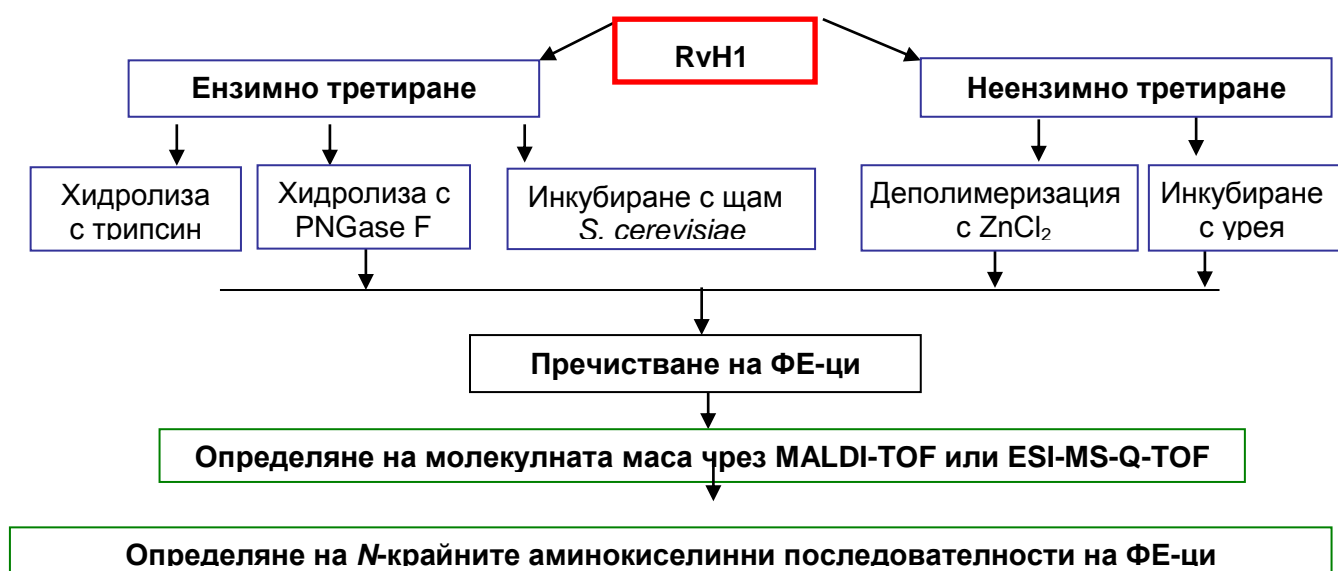 RvH1
Ензимно третиране
Неензимно третиране
Хидролиза
с трипсин
Хидролиза с
PNGase F
Инкубиране с щам
S. cerevisiae
Деполимеризация
с ZnCl₂
Инкубиране
с урея
Пречистване на ФЕ-ци
Определяне на молекулната маса чрез MALDI-TOF или ESI-MS-Q-TOF
Определяне на N-крайните аминокиселинни последователности на ФЕ-ци